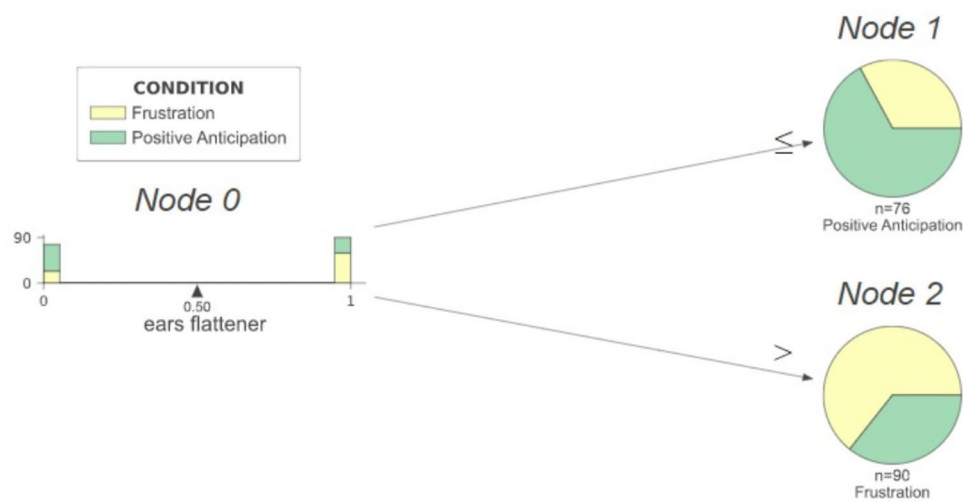 Node 1
CONDITION
Frustration
Positive Anticipation
≤
Node 0
n=76
Positive Anticipation
90
0
0
0.50
1
ears flattener
Node 2
>
n=90
Frustration